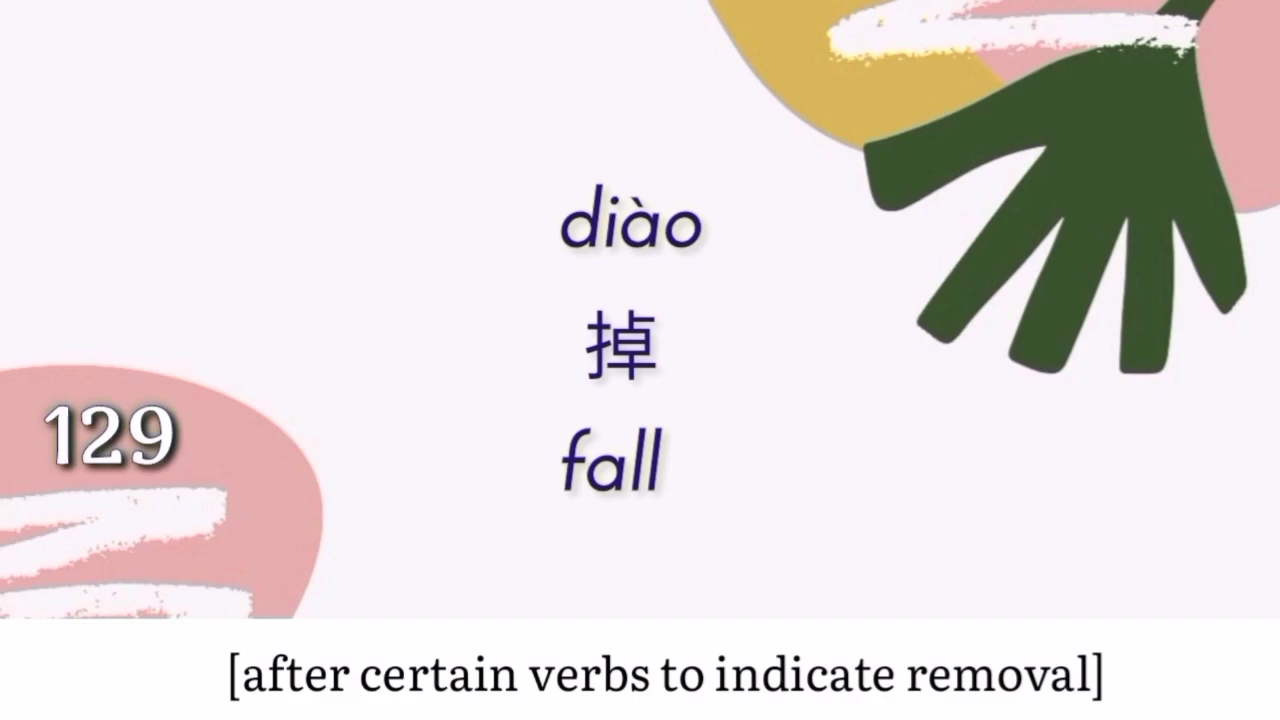 diào
掉
fall
129
[after certain verbs to indicate removal]